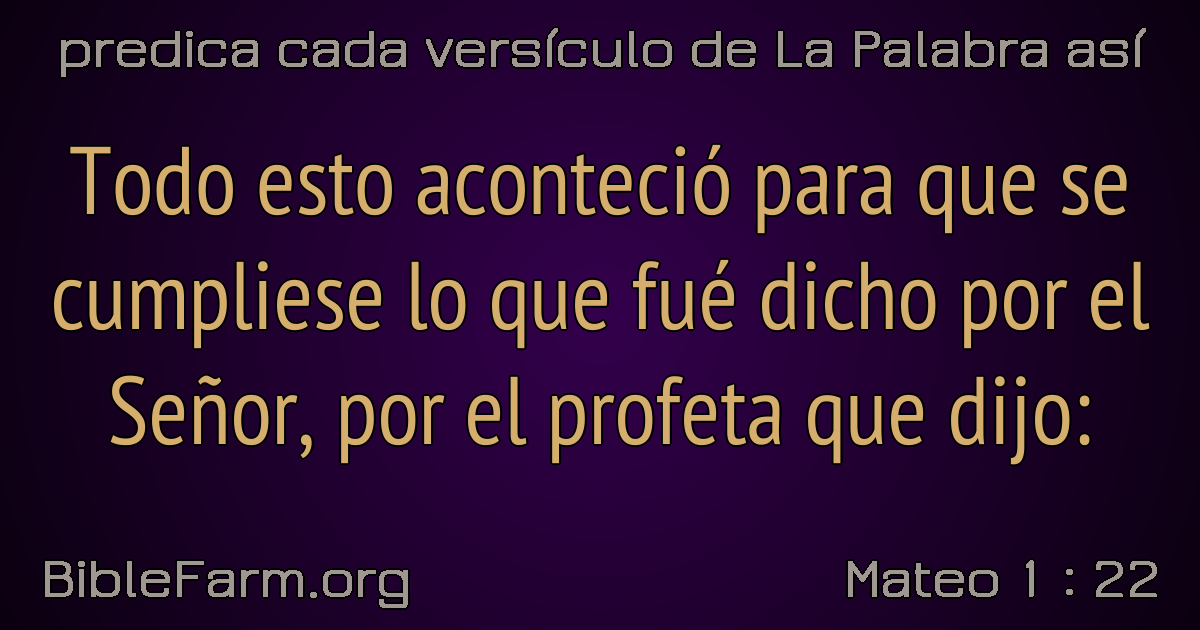 predica cada versículo de La Palabra así
Todo esto aconteció para que se
cumpliese lo que fué dicho por el
Señor, por el profeta que dijo:
BibleFarm.org
Mateo 1 : 22